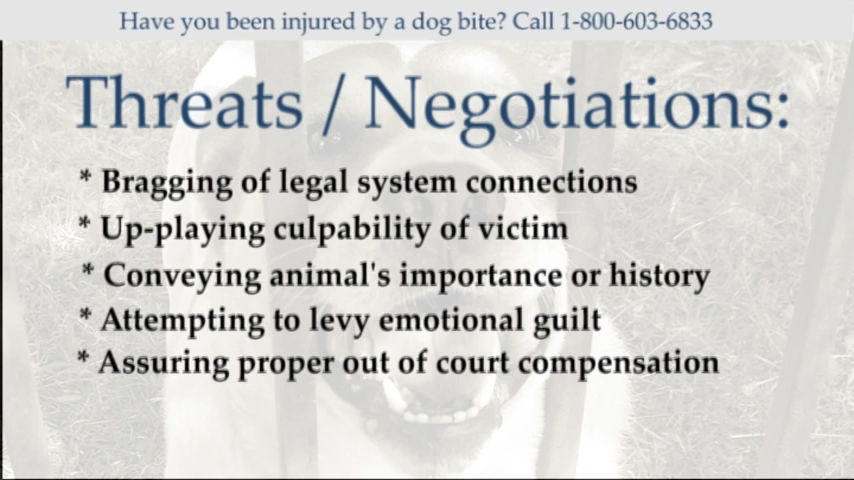 Have you been injured by a dog bite? Call 1-800-603-6833
Threats / Negotiations:
* Bragging of legal system connections
* Up-playing culpability of victim
* Conveying animal's importance or history
* Attempting to levy emotional guilt
* Assuring proper out of court compensation